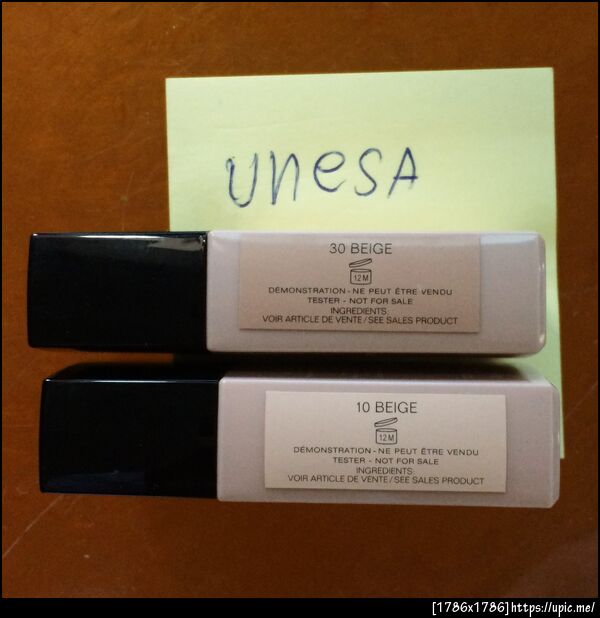 unesA
30 BEIGE
12 M
DÉMONSTRATION - NE PEUT ÊTRE VENDU
TESTER - NOT FOR SALE
INGREDIENTS:
VOIR ARTICLE DE VENTE / SEE SALES PRODUCT
10 BEIGE
12 M
DÉMONSTRATION - NE PEUT ÊTRE VENDU
TESTER - NOT FOR SALE
INGREDIENTS:
VOIR ARTICLE DE VENTE / SEE SALES PRODUCT
[1786x1786]https://upic.me/